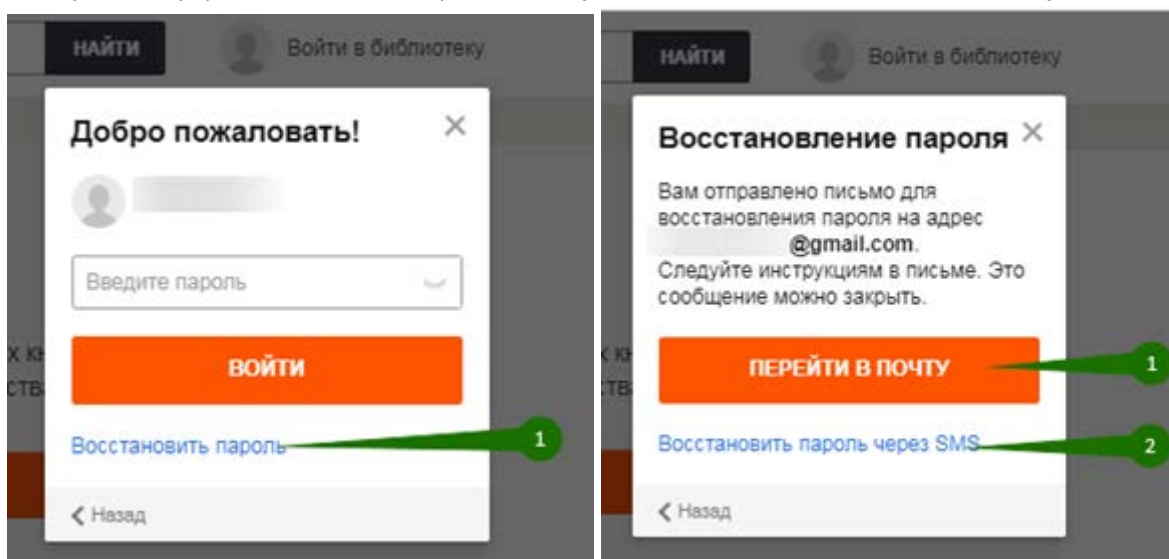 НАЙТИ
Войти в библиотеку
Добро пожаловать!
Введите пароль
ВОЙТИ
Восстановить пароль
1
Назад
НАЙТИ
Войти в библиотеку
Восстановление пароля
Вам отправлено письмо для
восстановления пароля на адрес
@gmail.com.
Следуйте инструкциям в письме. Это
сообщение можно закрыть.
ПЕРЕЙТИ В ПОЧТУ
1
Восстановить пароль через SMS
2
Назад